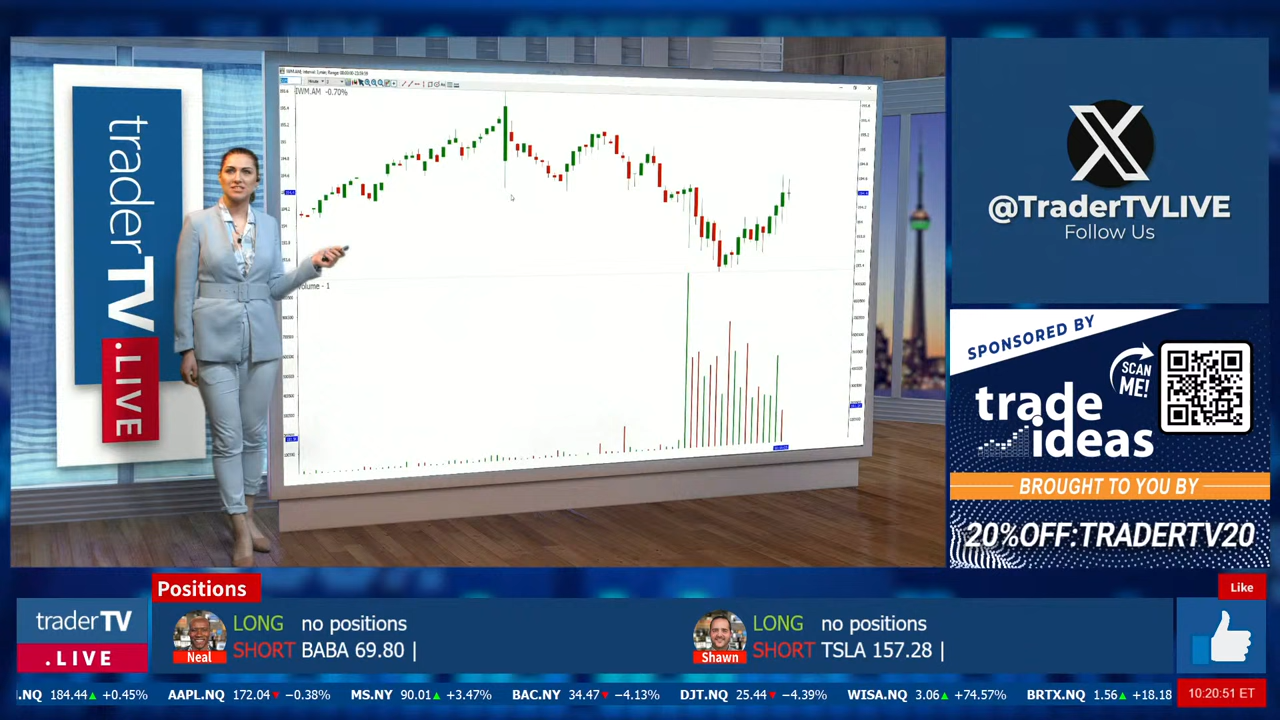 traderTV
.LIVE
IWM.AM -0.70%
Volume - 1
@TraderTVLIVE
Follow Us
SPONSORED BY
SCAN
ME!
trade
ideas
BROUGHT TO YOU BY
20%OFF:TRADERTV20
Positions
Like
traderTV
.LIVE
Neal
LONG no positions
SHORT BABA 69.80 |
Shawn
LONG no positions
SHORT TSLA 157.28 |
.NQ 184.44▲ +0.45% AAPL.NQ 172.04▼ −0.38% MS.NY 90.01▲ +3.47% BAC.NY 34.47▼ −4.13% DJT.NQ 25.44▼ −4.39% WISA.NQ 3.06▲ +74.57% BRTX.NQ 1.56▲ +18.18
10:20:51 ET